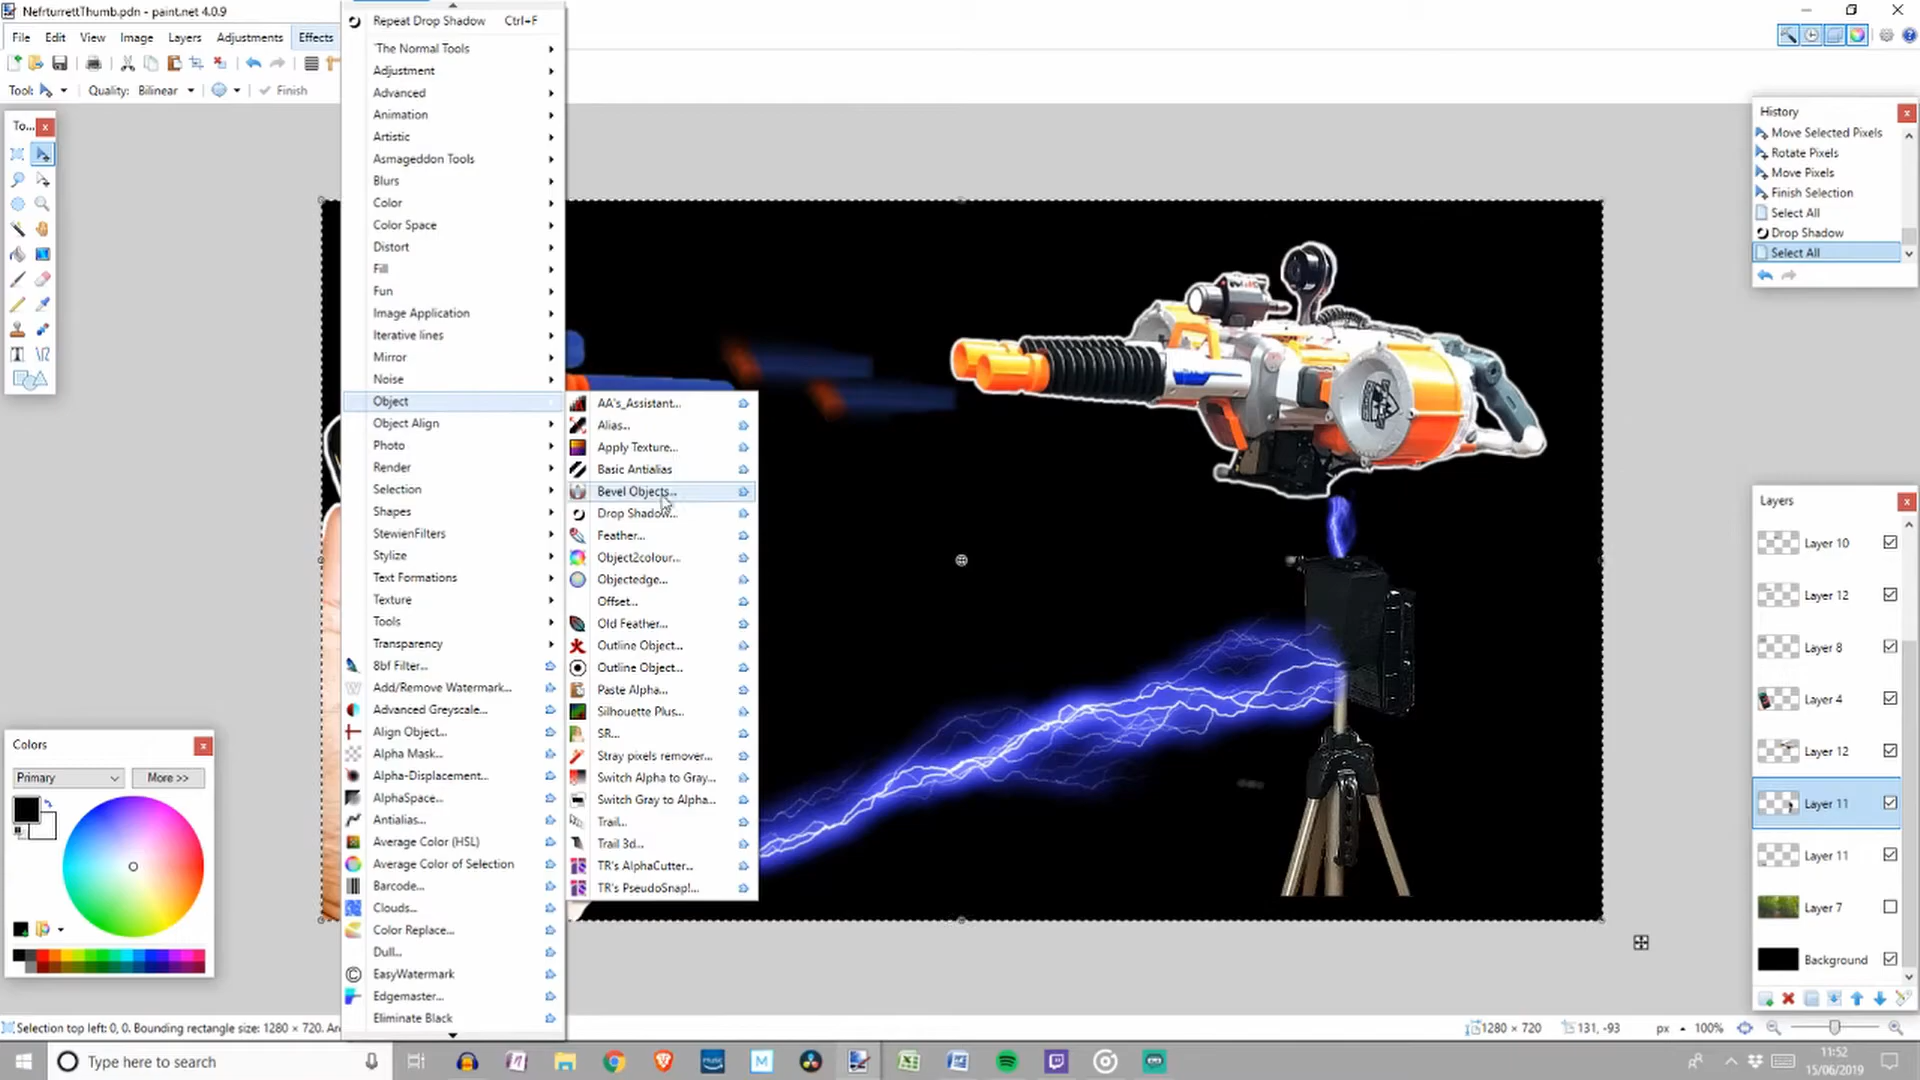 NefrturrettThumb.pdn - paint.net 4.0.9
File Edit View Image Layers Adjustments Effects
Tool: Quality: Bilinear Finish
To...
Repeat Drop Shadow Ctrl+F
'The Normal Tools
Adjustment
Advanced
Animation
Artistic
Asmageddon Tools
Blurs
Color
Color Space
Distort
Fill
Fun
Image Application
Iterative lines
Mirror
Noise
Object
Object Align
Photo
Render
Selection
Shapes
StewienFilters
Stylize
Text Formations
Texture
Tools
Transparency
8bf Filter...
Add/Remove Watermark...
Advanced Greyscale...
Align Object...
Alpha Mask...
Alpha-Displacement...
AlphaSpace...
Antialias...
Average Color (HSL)
Average Color of Selection
Barcode...
Clouds...
Color Replace...
Dull...
EasyWatermark
Edgemaster...
Eliminate Black
AA's_Assistant...
Alias...
Apply Texture...
Basic Antialias
Bevel Objects...
Drop Shadow...
Feather...
Object2colour...
Objectedge...
Offset...
Old Feather...
Outline Object...
Outline Object...
Paste Alpha...
Silhouette Plus...
SR...
Stray pixels remover...
Switch Alpha to Gray...
Switch Gray to Alpha...
Trail...
Trail 3d...
TR's AlphaCutter...
TR's PseudoSnap!...
History
Move Selected Pixels
Rotate Pixels
Move Pixels
Finish Selection
Select All
Drop Shadow
Select All
Layers
Layer 10
Layer 12
Layer 8
Layer 4
Layer 12
Layer 11
Layer 11
Layer 7
Background
Colors
Primary More >>
Selection top left: 0, 0. Bounding rectangle size: 1280 × 720. Ar
1280 × 720 131, -93 px 100%
Type here to search
11:52
15/06/2019